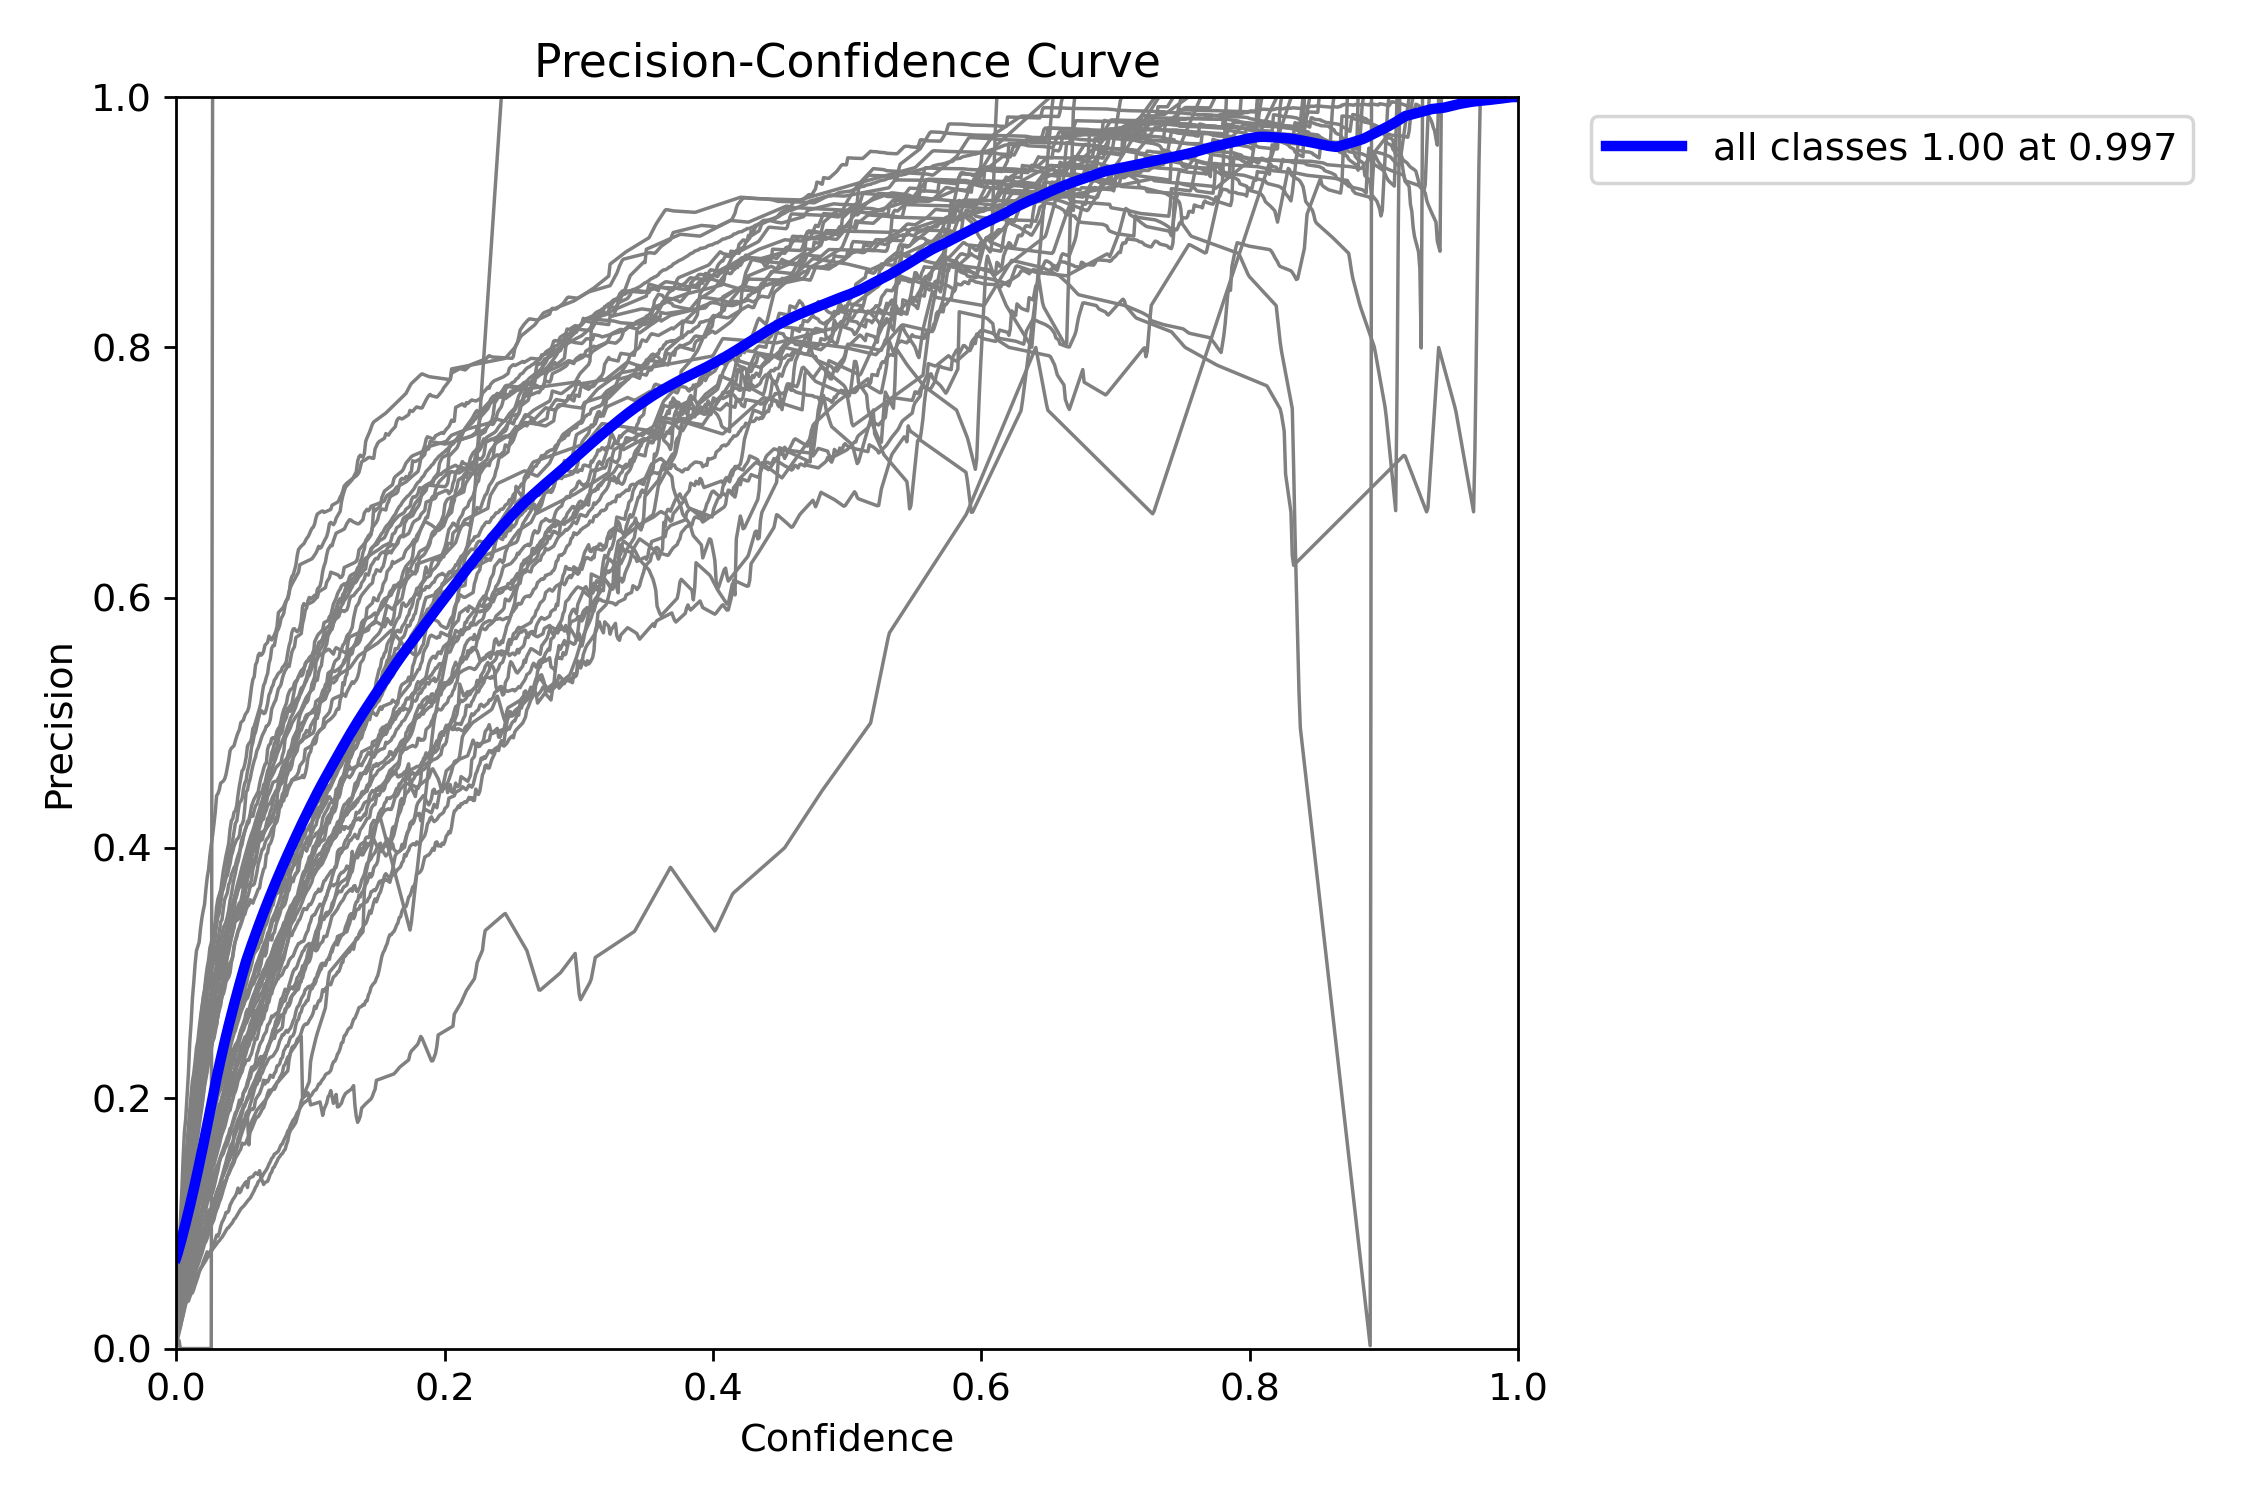 Precision-Confidence Curve
all classes 1.00 at 0.997
Precision
1.0
0.8
0.6
0.4
0.2
0.0
0.0 0.2 0.4 0.6 0.8 1.0
Confidence